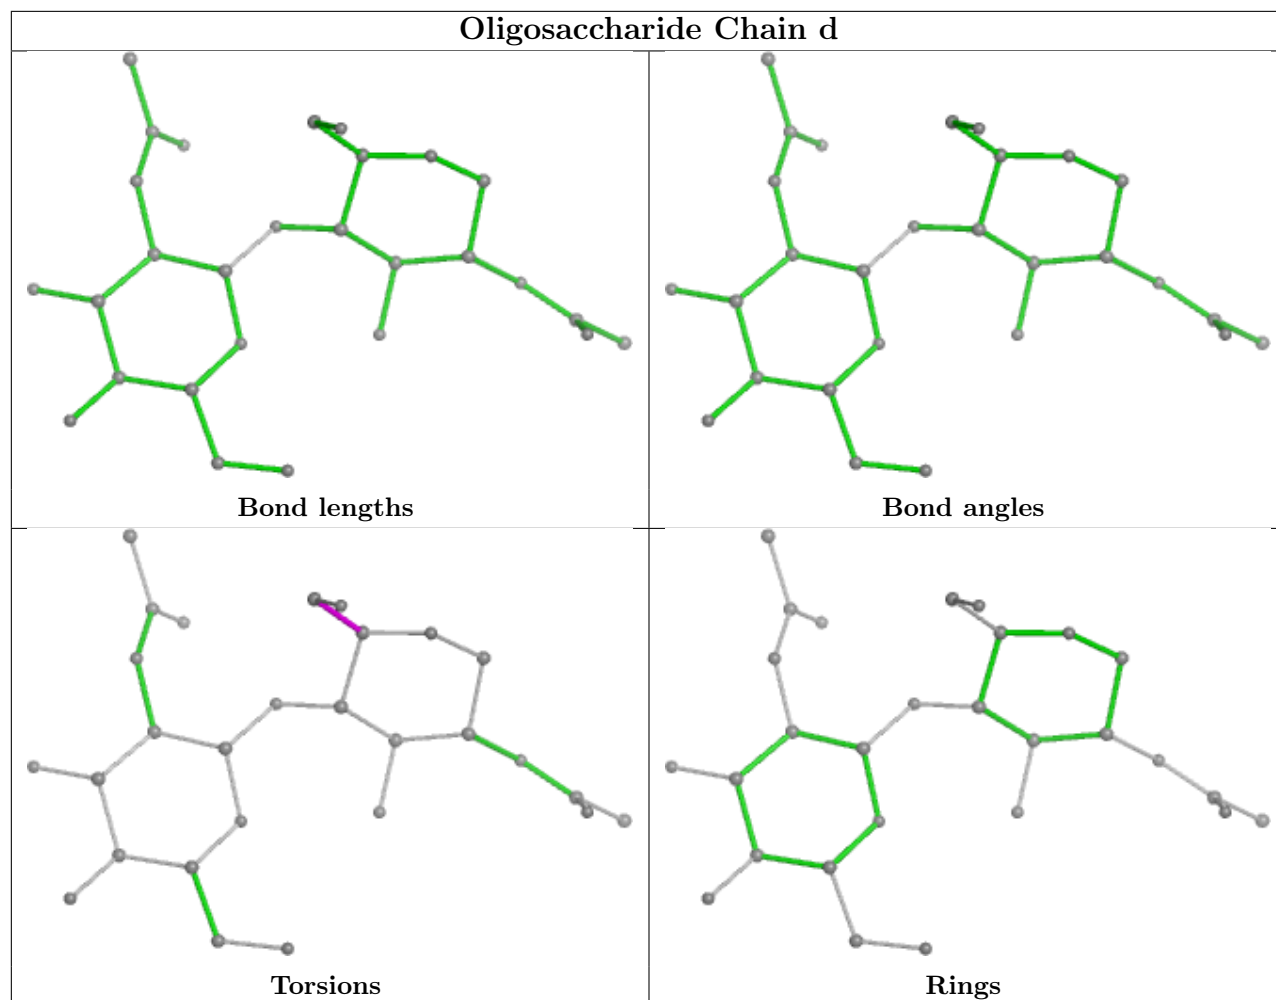 Oligosaccharide Chain d
Bond lengths
Bond angles
Torsions
Rings